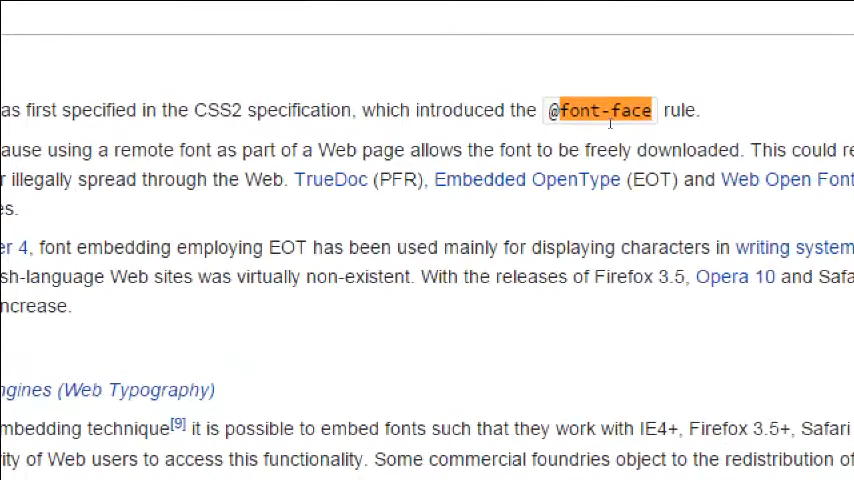 as first specified in the CSS2 specification, which introduced the @font-face rule.
ause using a remote font as part of a Web page allows the font to be freely downloaded. This could re
r illegally spread through the Web. TrueDoc (PFR), Embedded OpenType (EOT) and Web Open Font
es.
er 4, font embedding employing EOT has been used mainly for displaying characters in writing system
sh-language Web sites was virtually non-existent. With the releases of Firefox 3.5, Opera 10 and Safa
ncrease.
ngines (Web Typography)
mbedding technique[9] it is possible to embed fonts such that they work with IE4+, Firefox 3.5+, Safari
rity of Web users to access this functionality. Some commercial foundries object to the redistribution of